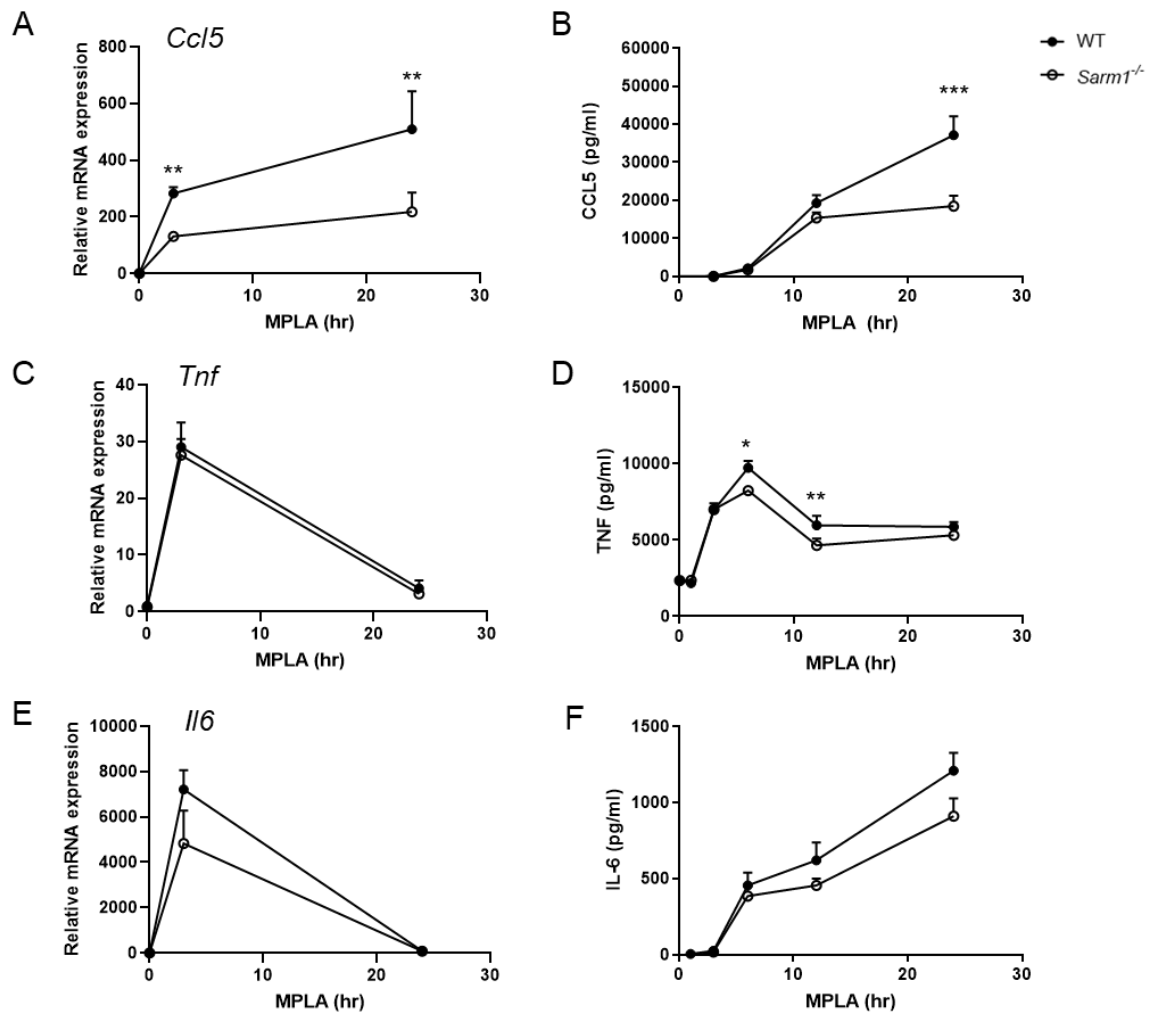 A
Ccl5
Relative mRNA expression
800
600
400
200
0
**
**
0 10 20 30
MPLA (hr)
B
CCL5 (pg/ml)
60000
50000
40000
30000
20000
10000
0
***
0 10 20 30
MPLA (hr)
WT
Sarm1-/-
C
Tnf
Relative mRNA expression
40
30
20
10
0
0 10 20 30
MPLA (hr)
D
TNF (pg/ml)
15000
10000
5000
0
*
**
0 10 20 30
MPLA (hr)
E
Il6
Relative mRNA expression
10000
8000
6000
4000
2000
0
0 10 20 30
MPLA (hr)
F
IL-6 (pg/ml)
1500
1000
500
0
0 10 20 30
MPLA (hr)